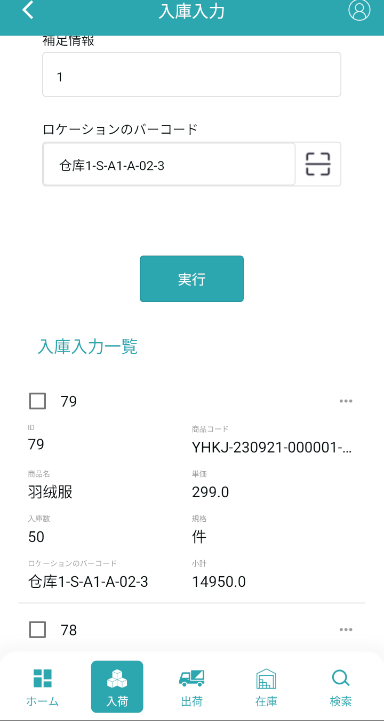 入庫入力
補足情報
1
ロケーションのバーコード
仓库1-S-A1-A-02-3
実行
入庫入力一覧
79
ID
商品コード
79
YHKJ-230921-000001-...
商品名
単価
羽绒服
299.0
入庫数
規格
50
件
ロケーションのバーコード
小計
仓库1-S-A1-A-02-3
14950.0
78
ホーム
入荷
出荷
在庫
検索